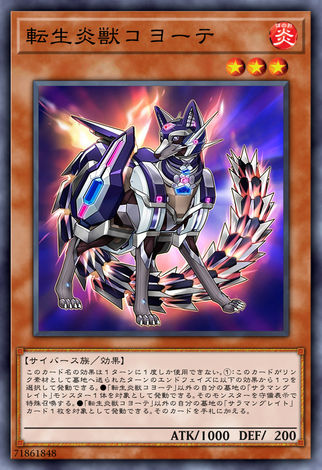 転生炎獣コヨーテ
ほのお
炎
【サイバース族／効果】
このカード名の効果は１ターンに１度しか使用できない。①：このカードがリ
ンク素材として墓地へ送られたターンのエンドフェイズに以下の効果から１つを
選択して発動できる。●「転生炎獣コヨーテ」以外の自分の墓地の「サラマング
レイト」モンスター１体を対象として発動できる。そのモンスターを守備表示で
特殊召喚する。●「転生炎獣コヨーテ」以外の自分の墓地の「サラマングレイト」
カード１枚を対象として発動できる。そのカードを手札に加える。
ATK/1000 DEF/ 200
71861848